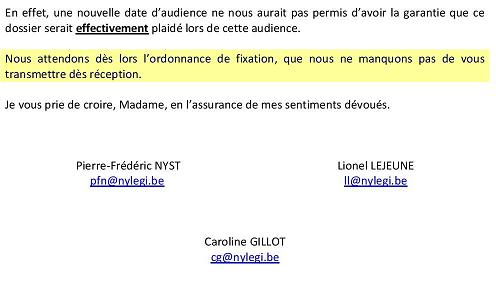 En effet, une nouvelle date d’audience ne nous aurait pas permis d’avoir la garantie que ce
dossier serait effectivement plaidé lors de cette audience.
Nous attendons dès lors l’ordonnance de fixation, que nous ne manquons pas de vous
transmettre dès réception.
Je vous prie de croire, Madame, en l’assurance de mes sentiments dévoués.
Pierre-Frédéric NYST
Lionel LEJEUNE
pfn@nylegi.be
ll@nylegi.be
Caroline GILLOT
cg@nylegi.be